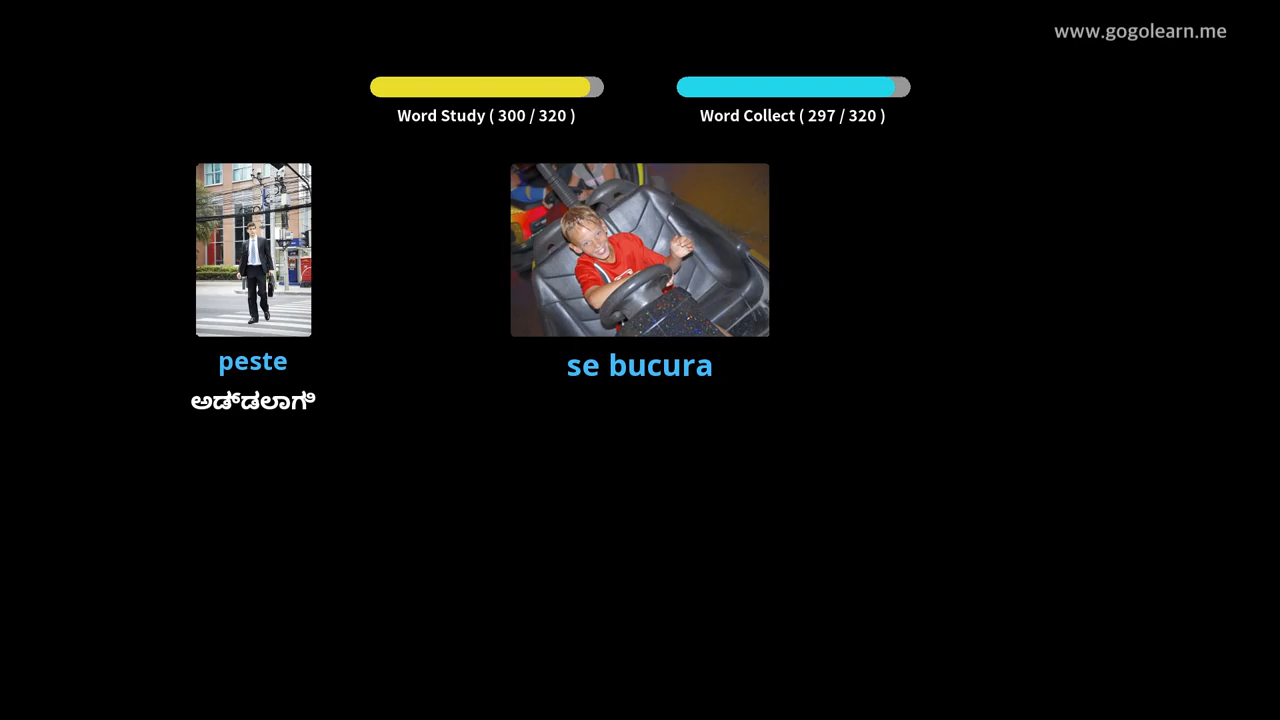 www.gogolearn.me
Word Study ( 300 / 320 )
Word Collect ( 297 / 320 )
peste
ಅಡ್ಡಲಾಗಿ
se bucura